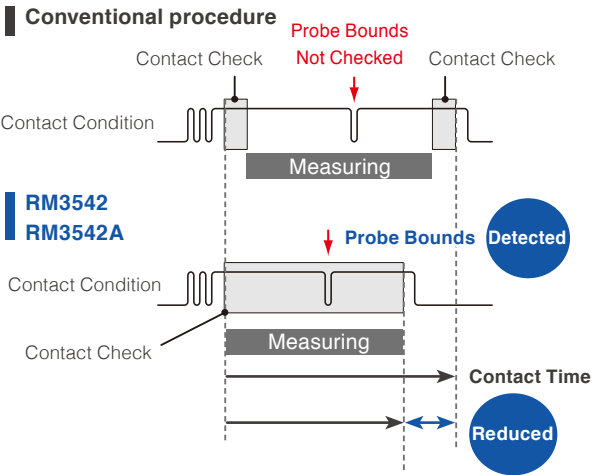 Conventional procedure
Probe Bounds
Not Checked
Contact Check
Contact Check
Contact Condition
Measuring
RM3542
RM3542A
Probe Bounds
Detected
Contact Condition
Measuring
Contact Check
Contact Time
Reduced